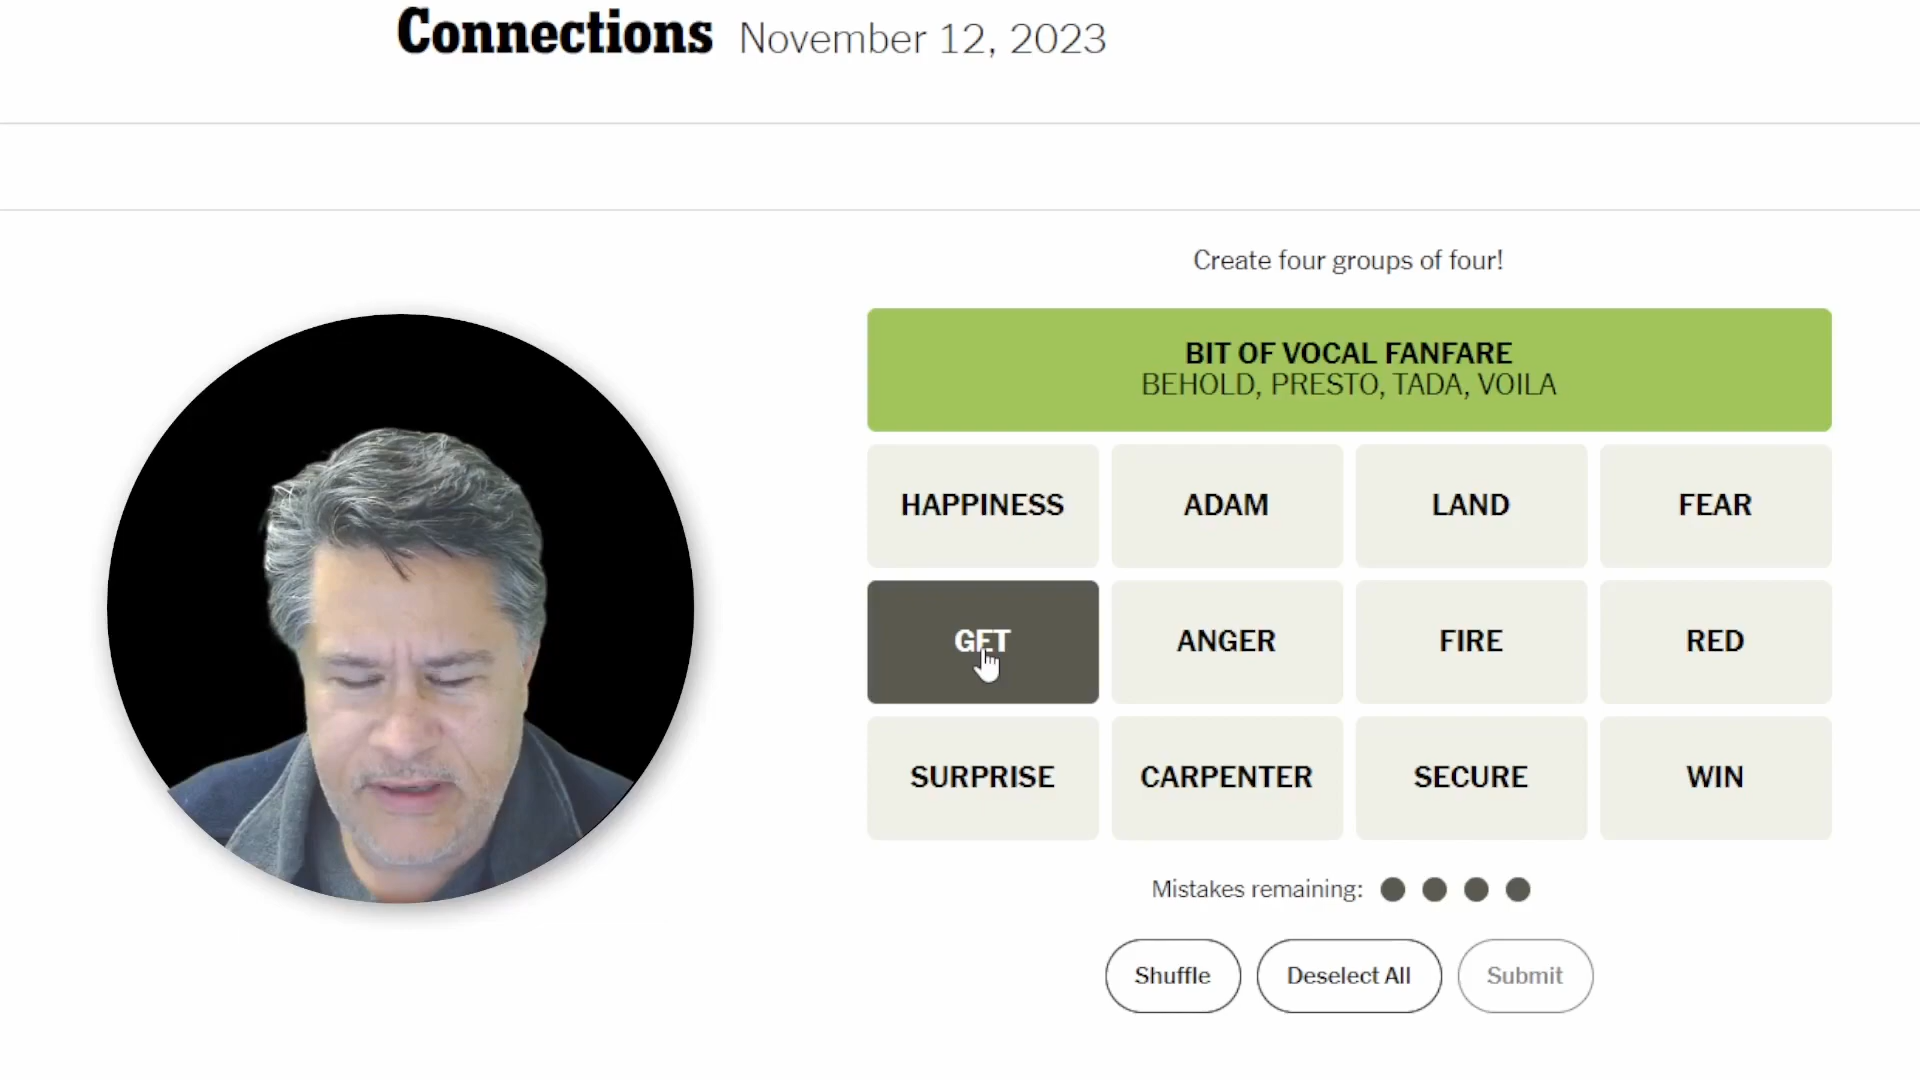 Connections November 12, 2023
Create four groups of four!
BIT OF VOCAL FANFARE
BEHOLD, PRESTO, TADA, VOILA
HAPPINESS ADAM LAND FEAR
GET ANGER FIRE RED
SURPRISE CARPENTER SECURE WIN
Mistakes remaining:
Shuffle Deselect All Submit